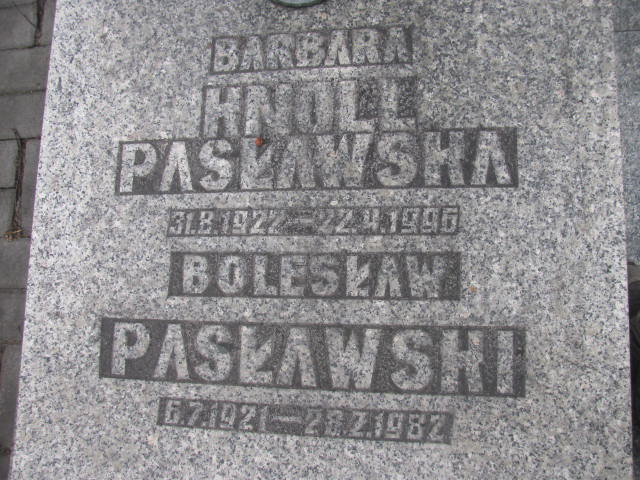 BARBARA
KNOLL
PASŁAWSKA
31.8.1922—22.4.1996
BOLESŁAW
PASŁAWSKI
6.7.1921—28.2.1982